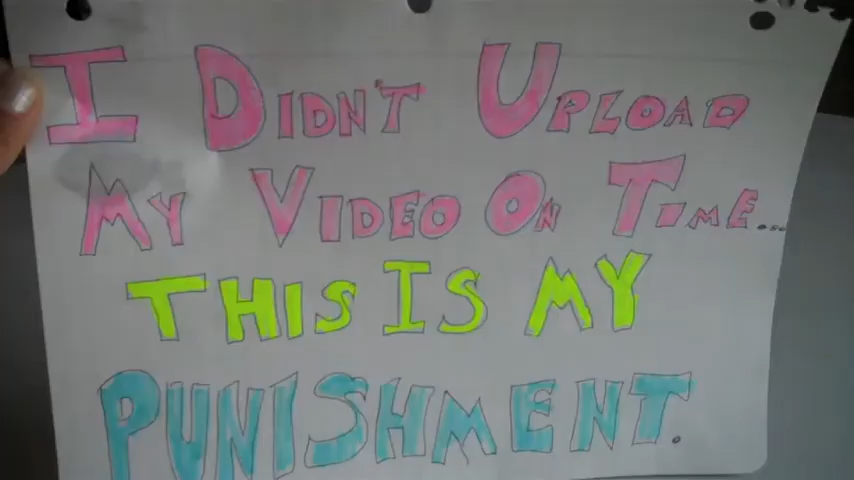 I DIDN'T UPLOAD
MY VIDEO ON TIME...
THIS IS MY
PUNISHMENT.